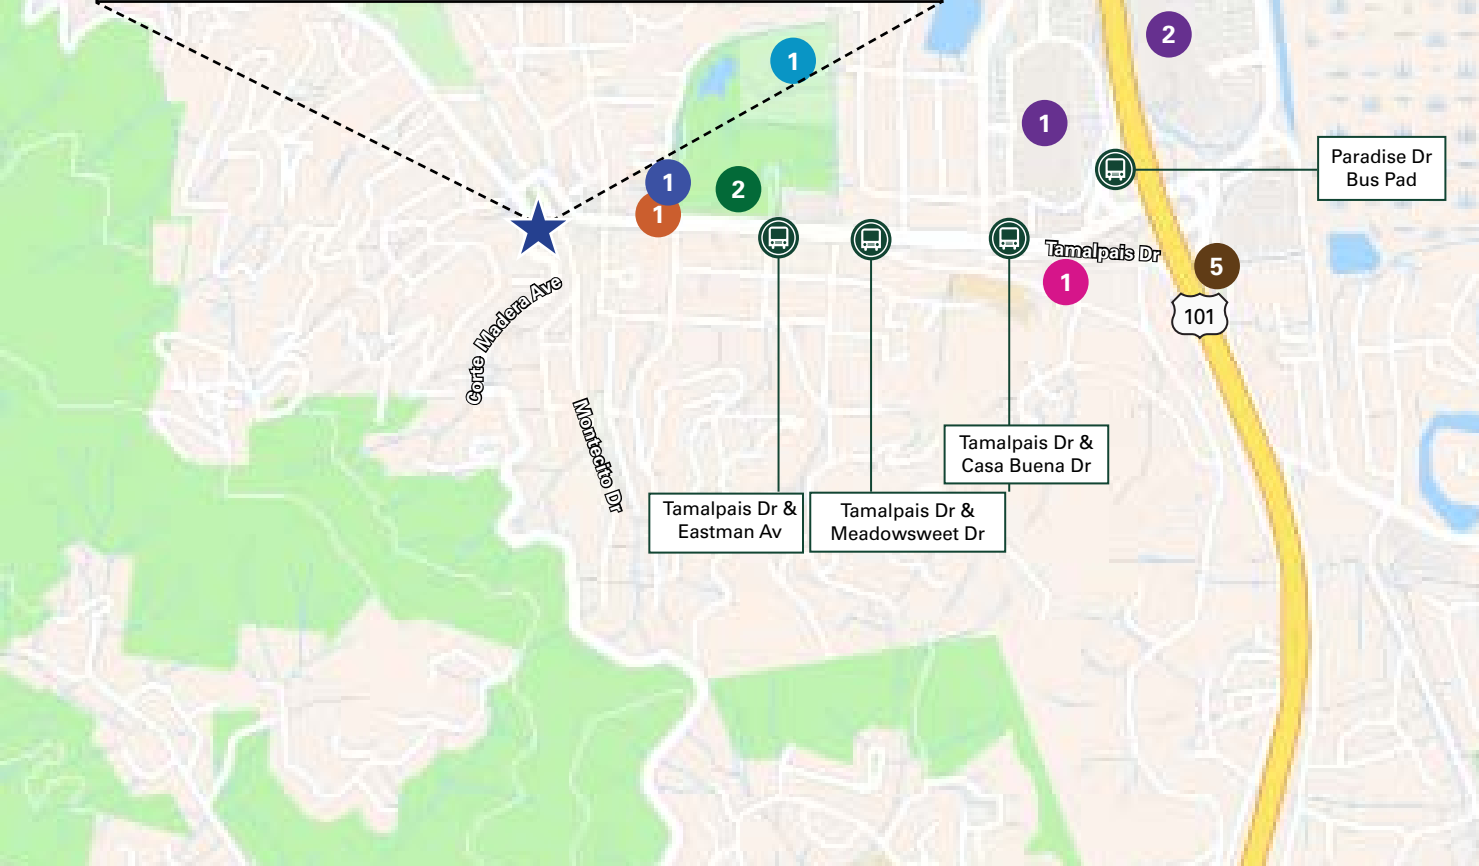 2
1
1
Paradise Dr
Bus Pad
1
2
1
Tamalpais Dr
5
1
101
Corte Madera Ave
Montecito Dr
Tamalpais Dr &
Casa Buena Dr
Tamalpais Dr &
Eastman Av
Tamalpais Dr &
Meadowsweet Dr